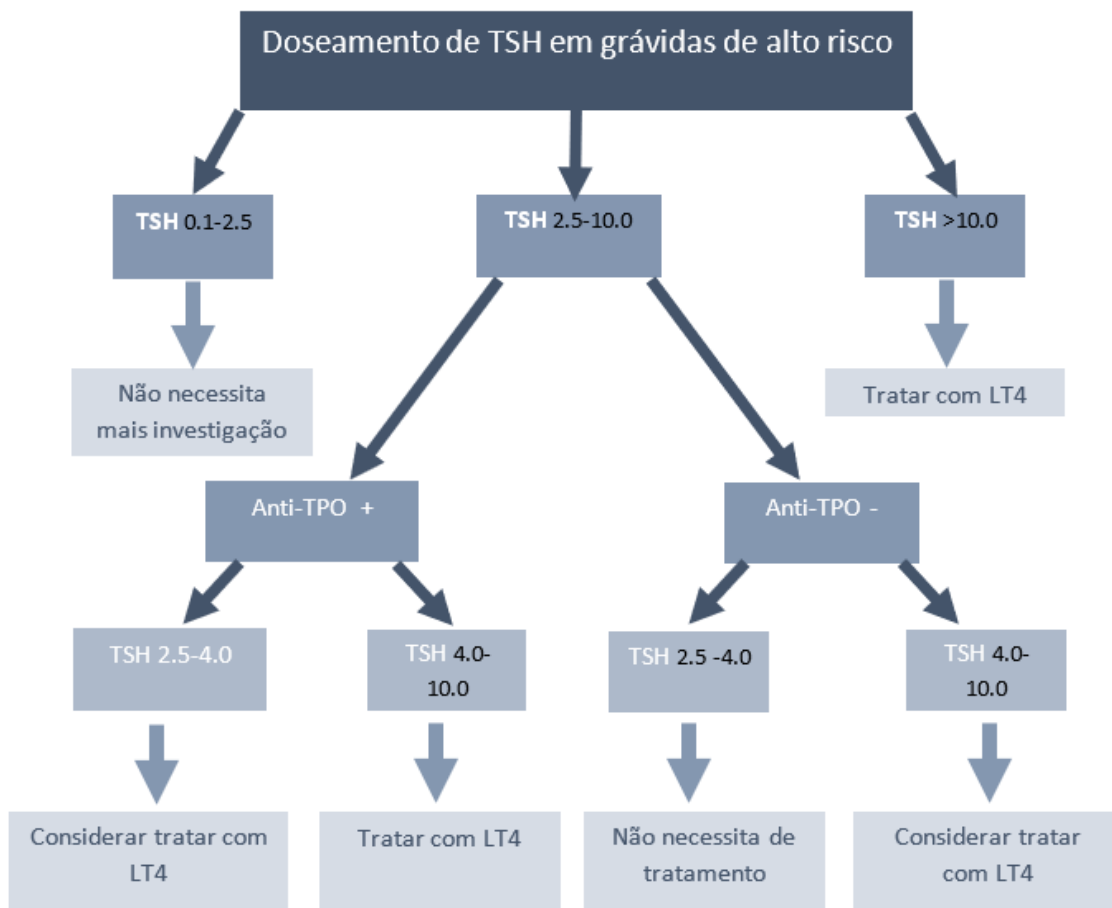 Doseamento de TSH em grávidas de alto risco
TSH 0.1-2.5
TSH 2.5-10.0
TSH >10.0
Não necessita
mais investigação
Tratar com LT4
Anti-TPO +
Anti-TPO -
TSH 2.5-4.0
TSH 4.0-
10.0
TSH 2.5 -4.0
TSH 4.0-
10.0
Considerar tratar com
LT4
Tratar com LT4
Não necessita de
tratamento
Considerar tratar
com LT4